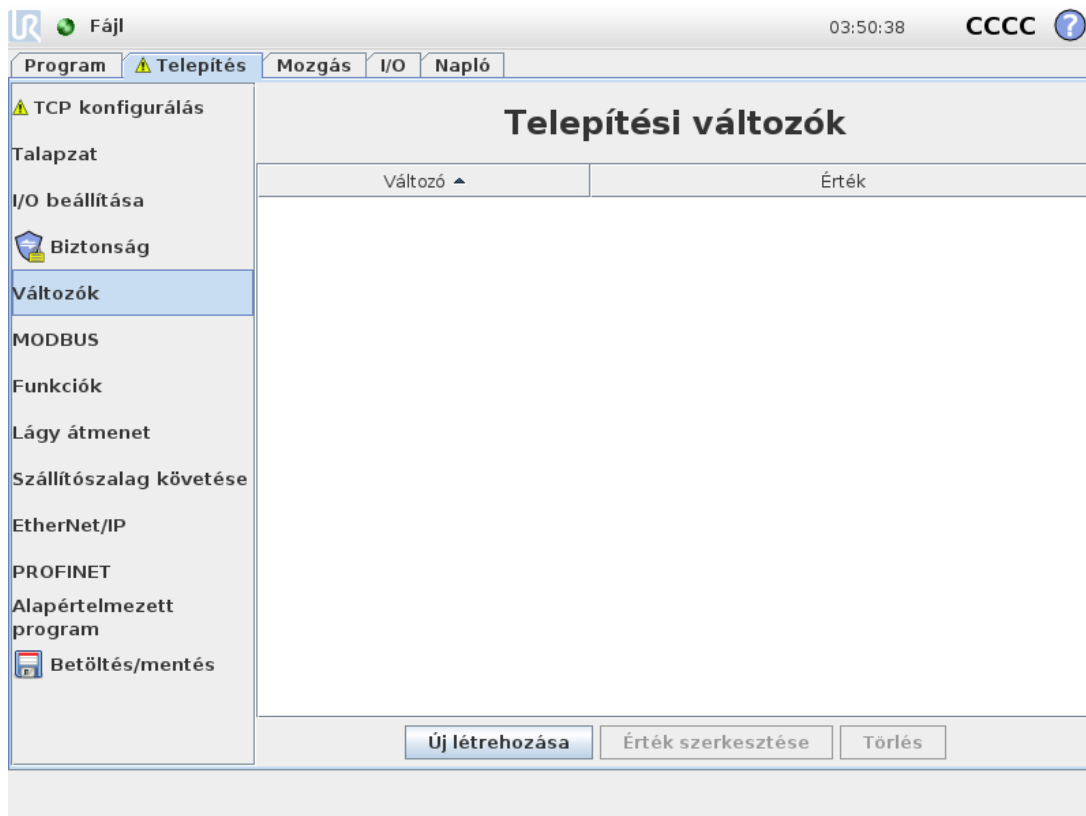 UR Fájl 03:50:38 CCCC ?
Program Telepítés Mozgás I/O Napló
TCP konfigurálás
Talapzat
I/O beállítása
Biztonság
Változók
MODBUS
Funkciók
Lágy átmenet
Szállítószalag követése
EtherNet/IP
PROFINET
Alapértelmezett
program
Betöltés/mentés
Telepítési változók
Változó Érték
Új létrehozása Érték szerkesztése Törlés